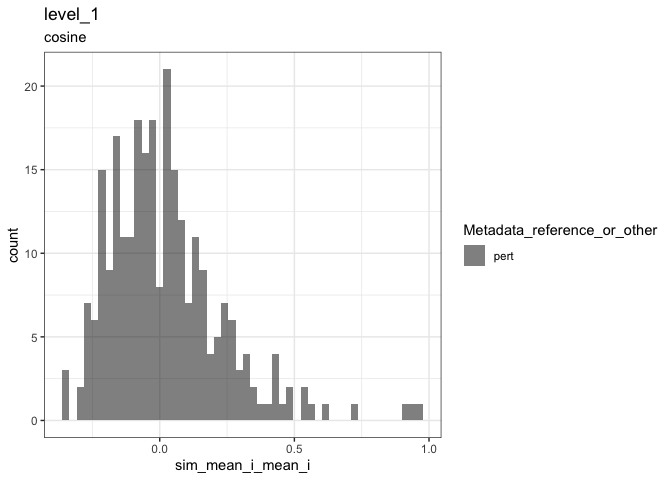 level_1
cosine
20
15
10
5
0
count
0.0
0.5
1.0
sim_mean_i_mean_i
Metadata_reference_or_other
pert